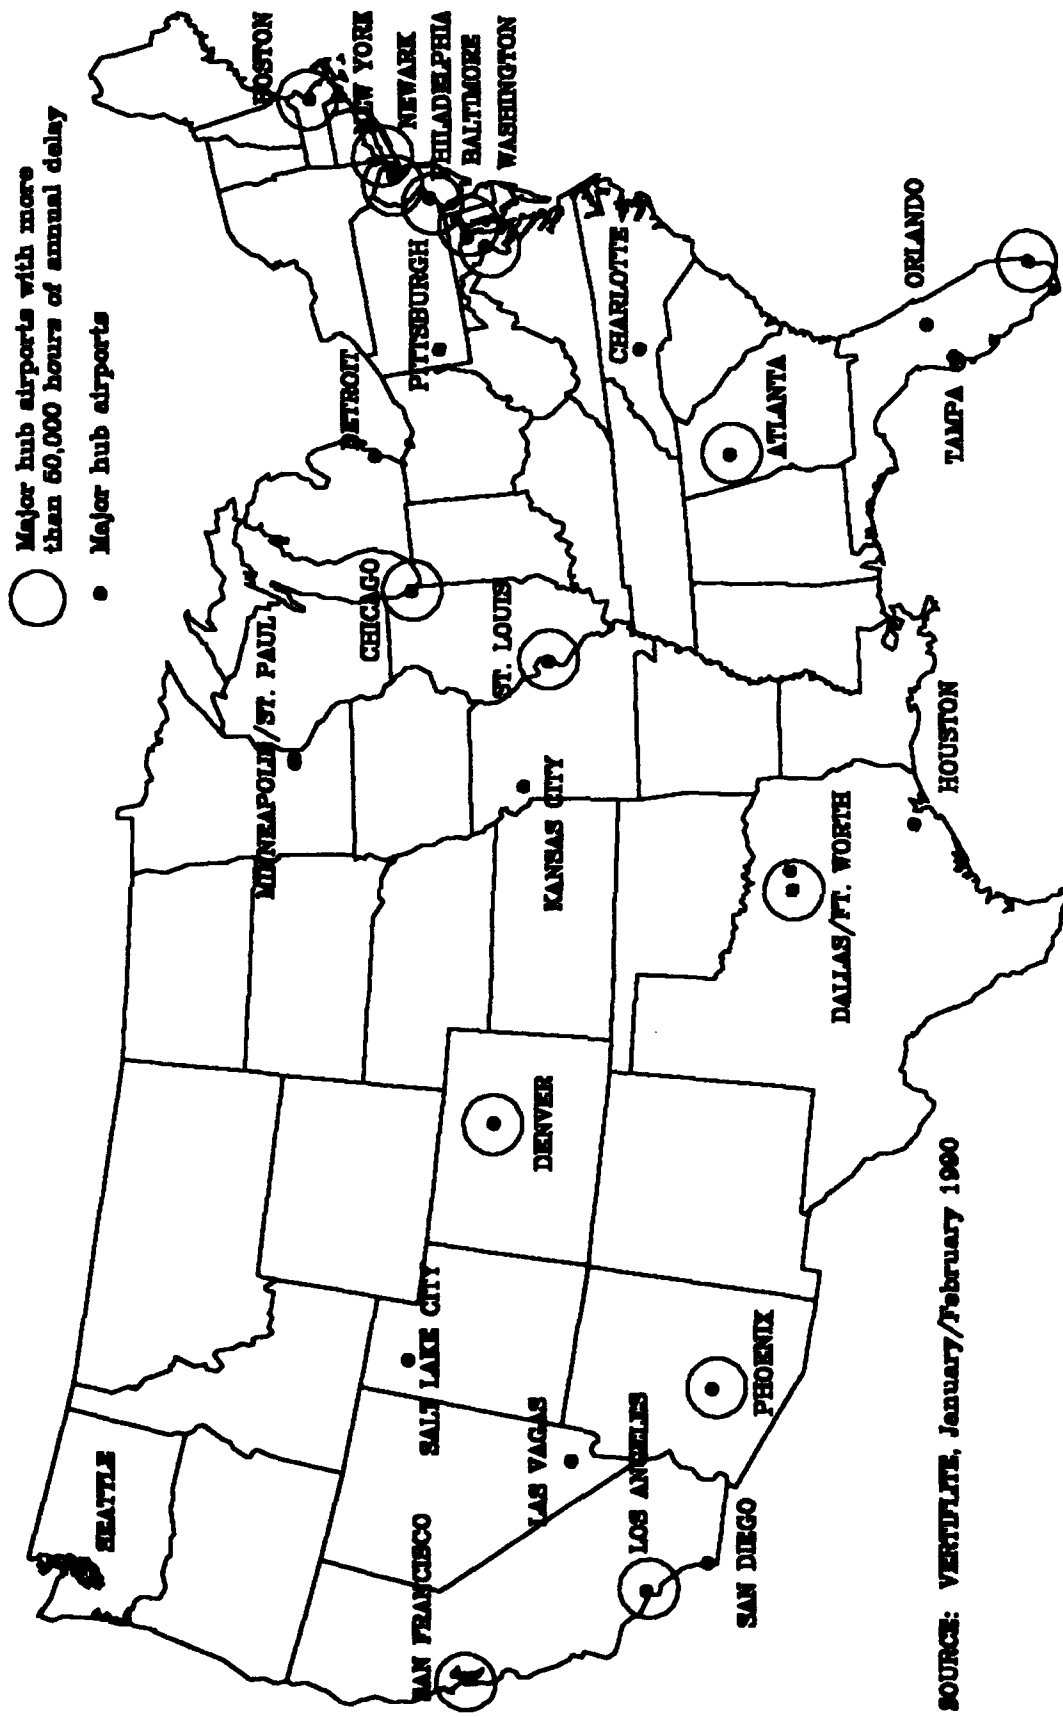 Major hub airports with more
than 50,000 hours of annual delay
Major hub airports
SEATTLE
MINNEAPOLIS/ST. PAUL
BOSTON
NEW YORK
NEWARK
PHILADELPHIA
BALTIMORE
WASHINGTON
DETROIT
PITTSBURGH
CHICAGO
SAN FRANCISCO
SALT LAKE CITY
DENVER
KANSAS CITY
ST. LOUIS
LAS VAGAS
LOS ANGELES
CHARLOTTE
SAN DIEGO
PHOENIX
ATLANTA
DALLAS/FT. WORTH
HOUSTON
ORLANDO
TAMPA
SOURCE: VERTIFLITE, January/February 1990